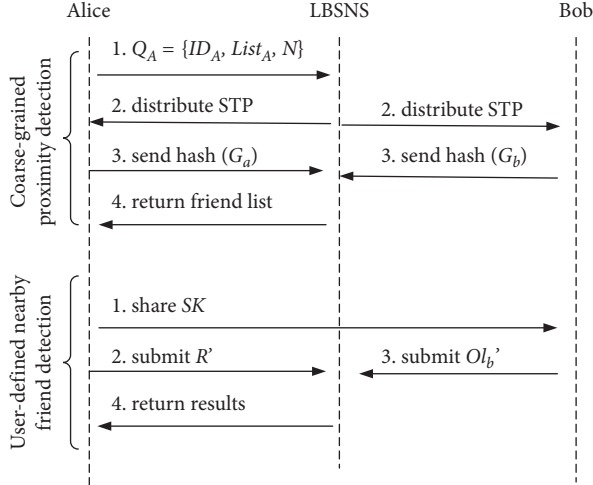 Alice LBSNS Bob
Coarse-grained
proximity detection
1. Q_A = {ID_A, List_A, N}
2. distribute STP 2. distribute STP
3. send hash (G_a) 3. send hash (G_b)
4. return friend list
User-defined nearby
friend detection
1. share SK
2. submit R’ 3. submit Ol_b’
4. return results